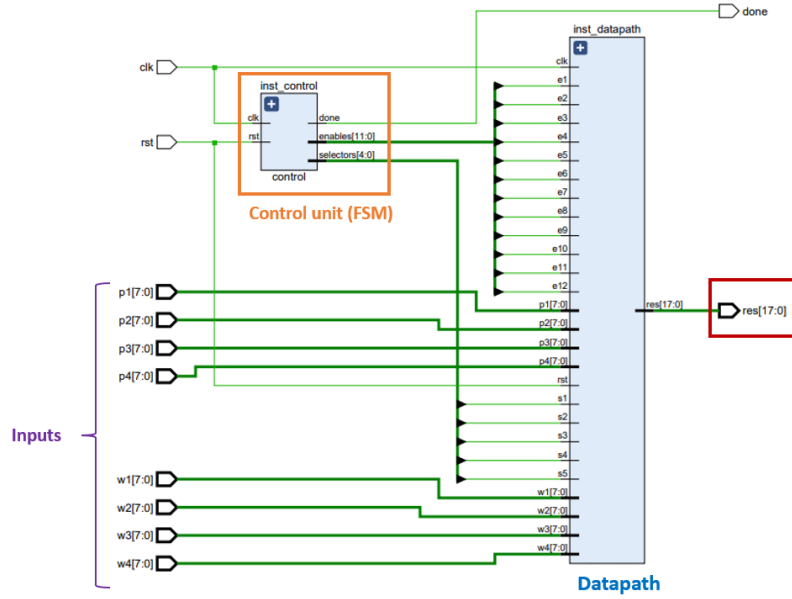 done
inst_datapath
clk
inst_control
clk
done
rst
enables[11:0]
selectors[4:0]
control
clk
rst
Control unit (FSM)
clk
e1
e2
e3
e4
e5
e6
e7
e8
e9
e10
e11
e12
p1[7:0]
p2[7:0]
p3[7:0]
p4[7:0]
rst
s1
s2
s3
s4
s5
w1[7:0]
w2[7:0]
w3[7:0]
w4[7:0]
res[17:0]
res[17:0]
p1[7:0]
p2[7:0]
p3[7:0]
p4[7:0]
Inputs
w1[7:0]
w2[7:0]
w3[7:0]
w4[7:0]
Datapath